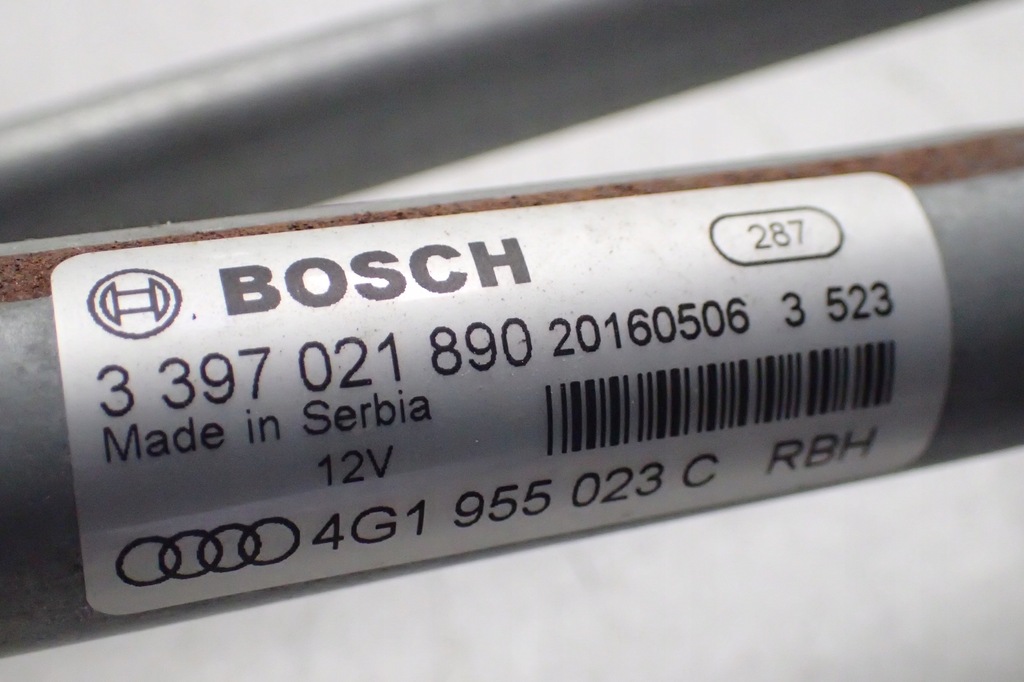 BOSCH 287
3 397 021 890 20160506 3 523
Made in Serbia
12V
4G1 955 023 C RBH